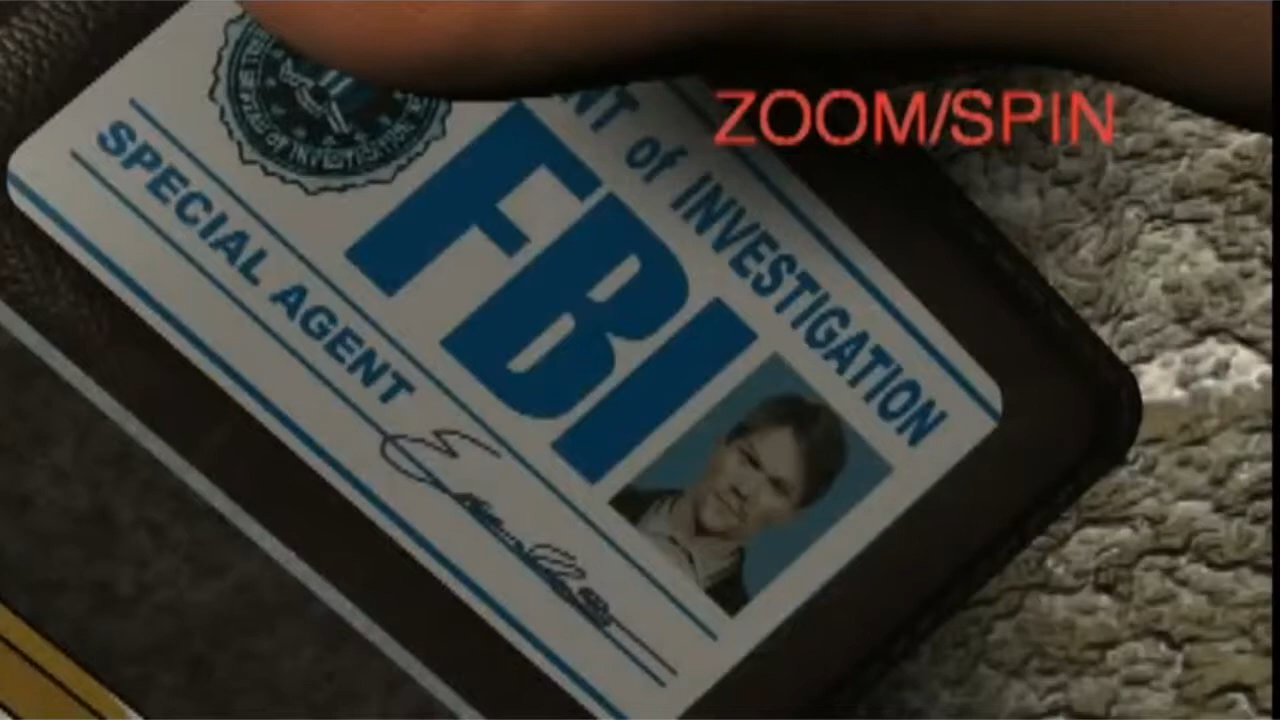 ZOOM/SPIN
NT of INVESTIGATION
FBI
SPECIAL AGENT